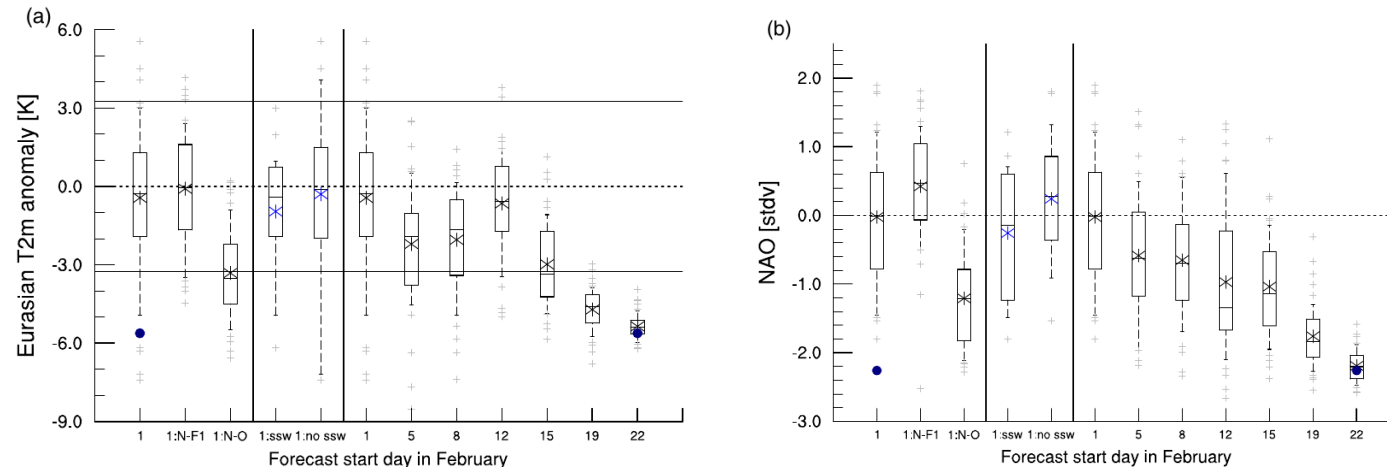 (a)
6.0
3.0
0.0
-3.0
-6.0
-9.0
Eurasian T2m anomaly [K]
1 1:N-F1 1:N-O 1:ssw 1:no ssw 1 5 8 12 15 19 22
Forecast start day in February
(b)
2.0
1.0
0.0
-1.0
-2.0
-3.0
NAO [stdv]
1 1:N-F1 1:N-O 1:ssw 1:no ssw 1 5 8 12 15 19 22
Forecast start day in February